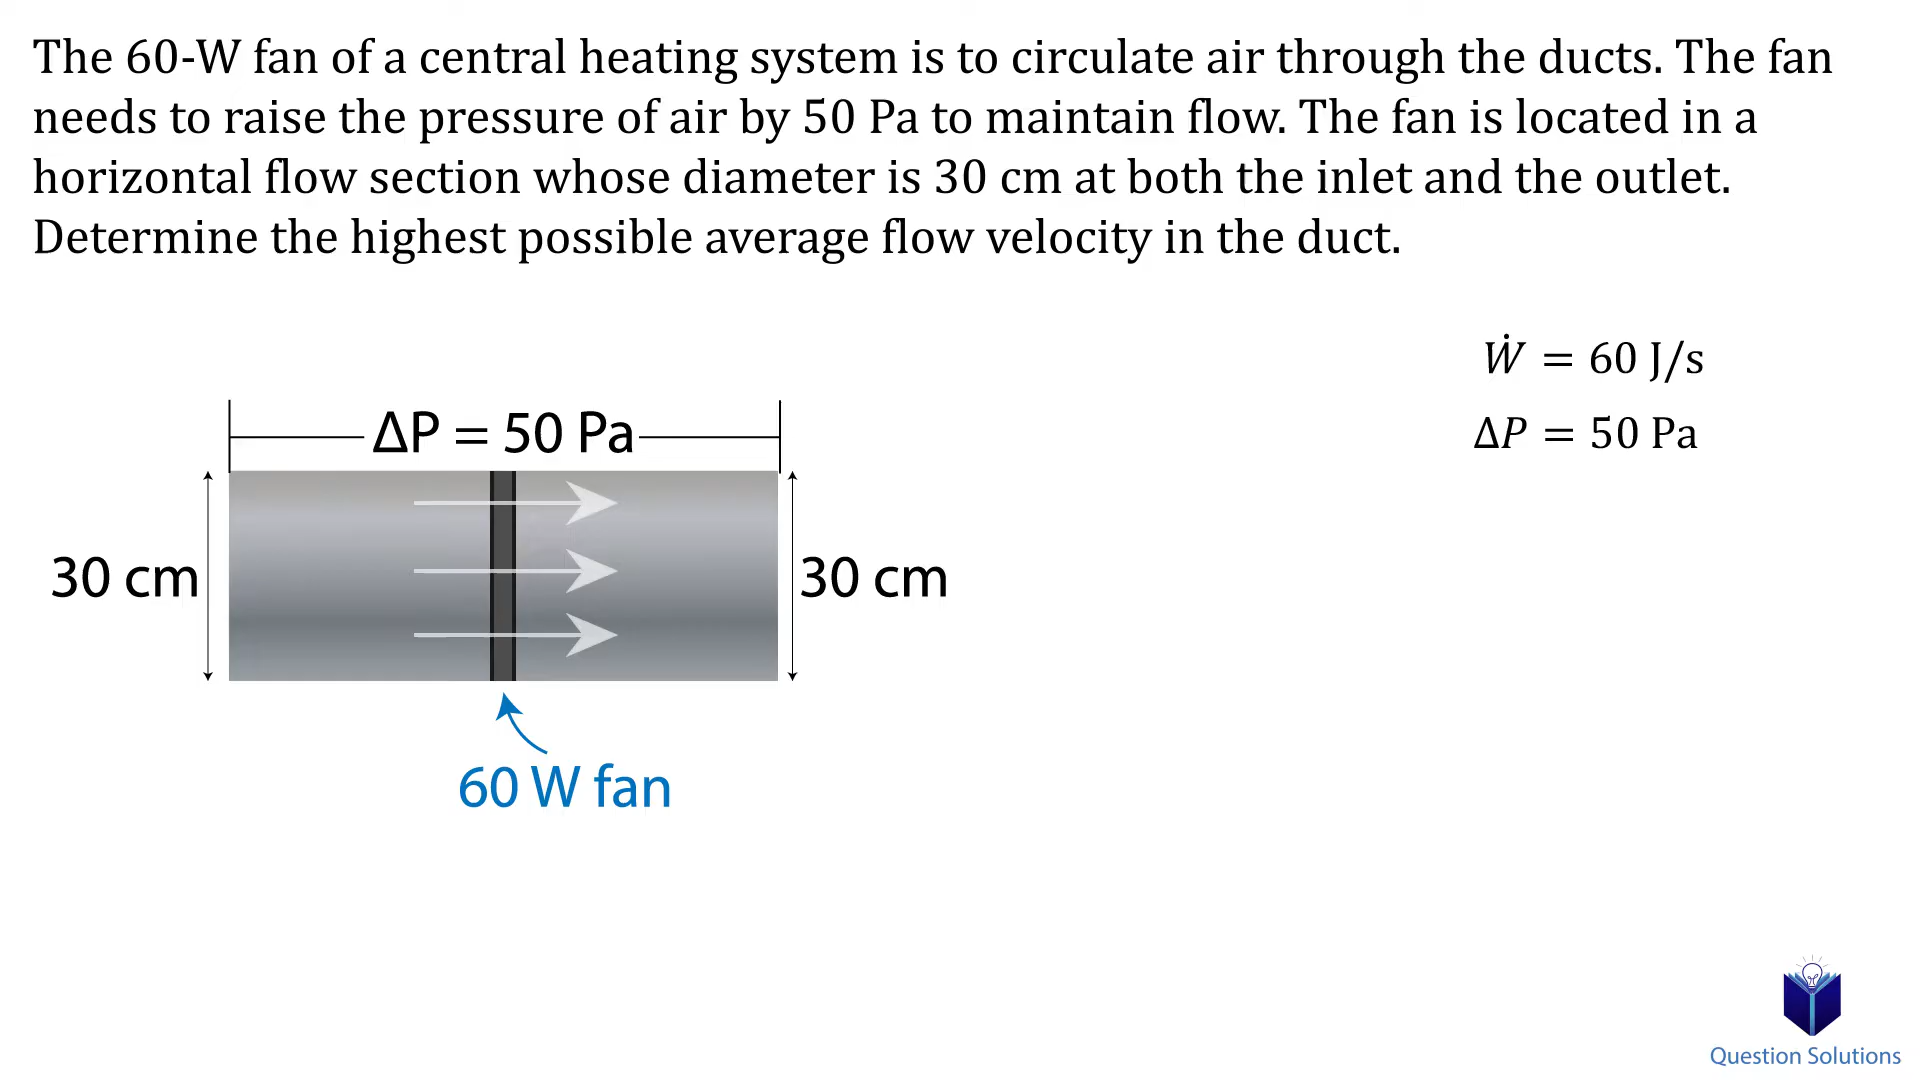 The 60-W fan of a central heating system is to circulate air through the ducts. The fan
needs to raise the pressure of air by 50 Pa to maintain flow. The fan is located in a
horizontal flow section whose diameter is 30 cm at both the inlet and the outlet.
Determine the highest possible average flow velocity in the duct.
Ẇ = 60 J/s
ΔP = 50 Pa
ΔP = 50 Pa
30 cm
30 cm
60 W fan
Question Solutions